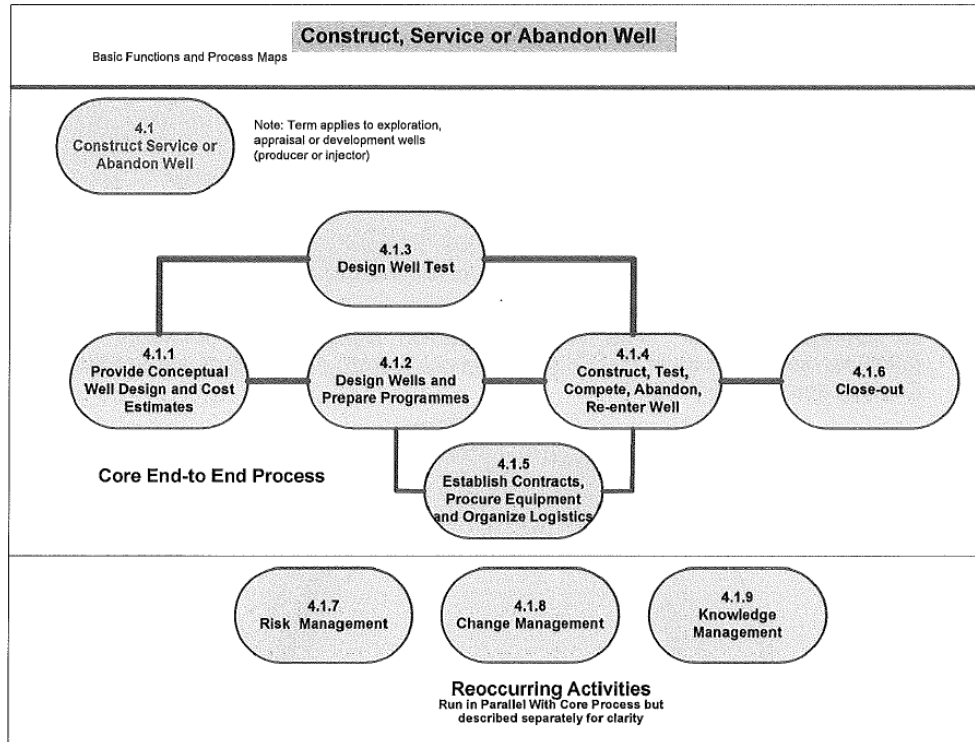 Construct, Service or Abandon Well
Basic Functions and Process Maps
4.1
Construct Service or
Abandon Well
Note: Term applies to exploration,
appraisal or development wells
(producer or injector)
4.1.3
Design Well Test
4.1.1
Provide Conceptual
Well Design and Cost
Estimates
4.1.2
Design Wells and
Prepare Programmes
4.1.4
Construct, Test,
Compete, Abandon,
Re-enter Well
4.1.6
Close-out
4.1.5
Establish Contracts,
Procure Equipment
and Organize Logistics
Core End-to End Process
4.1.7
Risk Management
4.1.8
Change Management
4.1.9
Knowledge
Management
Reoccurring Activities
Run in Parallel With Core Process but
described separately for clarity